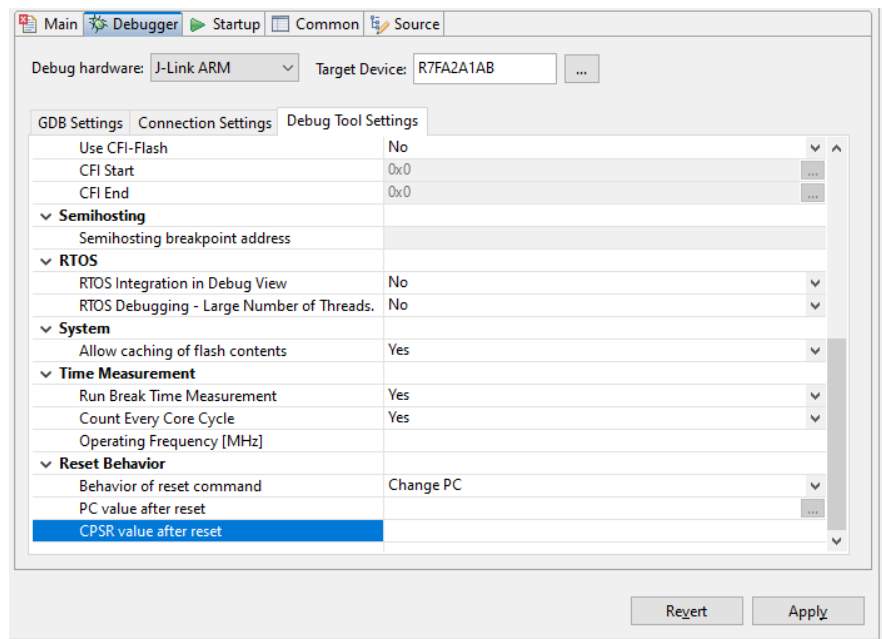 Main Debugger Startup Common Source
Debug hardware: J-Link ARM Target Device: R7FA2A1AB ...
GDB Settings Connection Settings Debug Tool Settings
Use CFI-Flash No
CFI Start 0x0 ...
CFI End 0x0 ...
Semihosting
Semihosting breakpoint address
RTOS
RTOS Integration in Debug View No
RTOS Debugging - Large Number of Threads. No
System
Allow caching of flash contents Yes
Time Measurement
Run Break Time Measurement Yes
Count Every Core Cycle Yes
Operating Frequency [MHz]
Reset Behavior
Behavior of reset command Change PC
PC value after reset ...
CPSR value after reset
Revert Apply